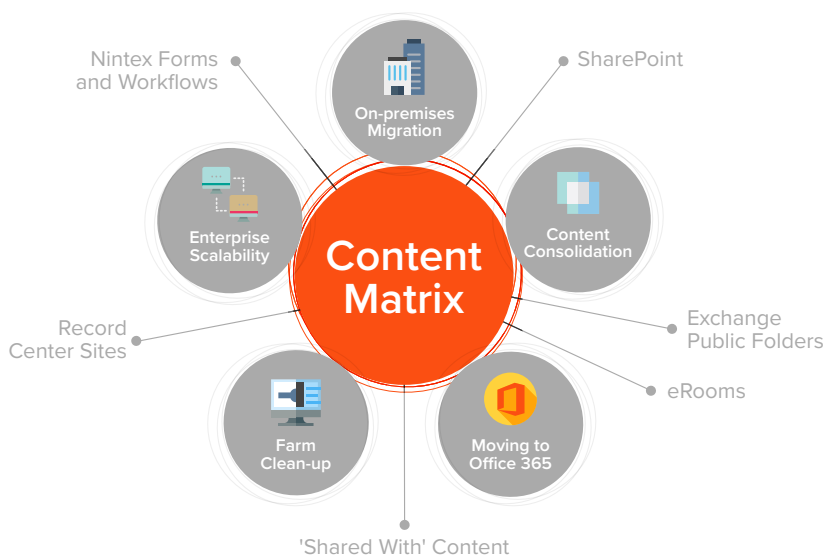 Nintex Forms
and Workflows
SharePoint
On-premises
Migration
Enterprise
Scalability
Content
Matrix
Content
Consolidation
Record
Center Sites
Exchange
Public Folders
eRooms
Farm
Clean-up
Moving to
Office 365
'Shared With' Content